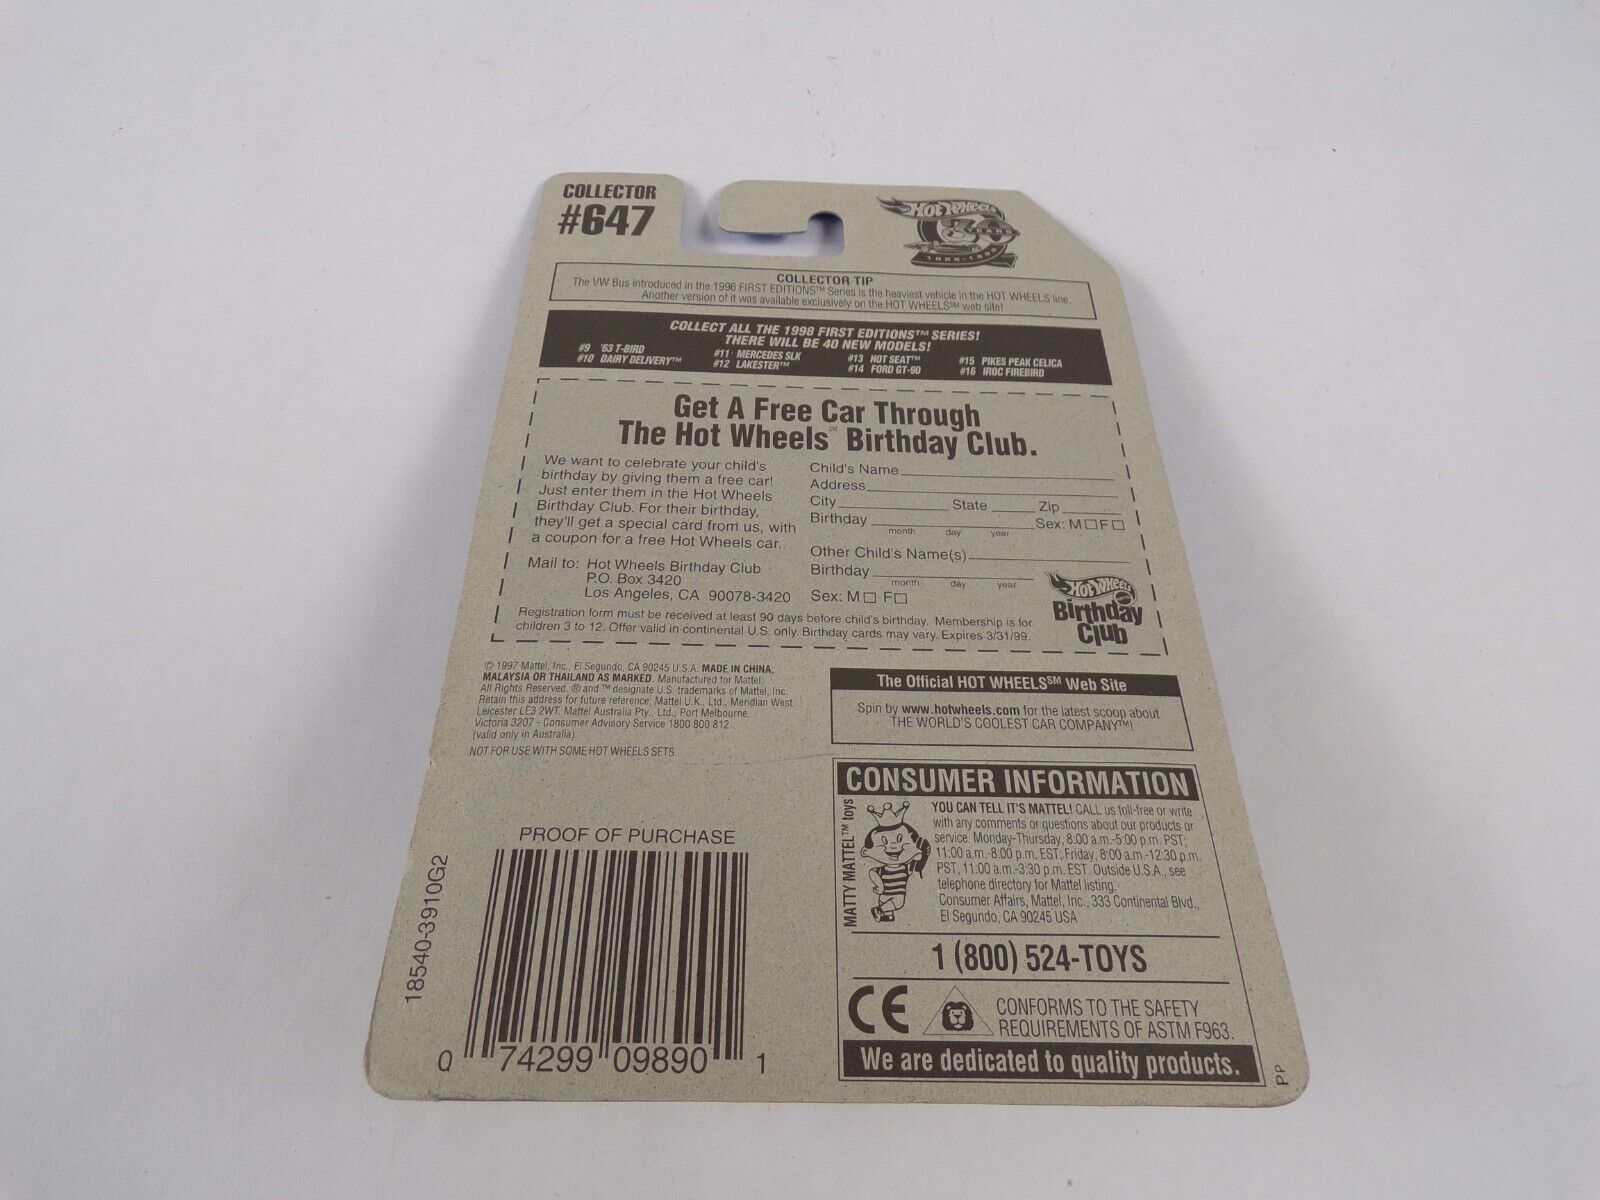 COLLECTOR
#647
HOT WHEELS
30
YEARS
1969-1998
COLLECTOR TIP
The VW Bus introduced in the 1996 FIRST EDITIONS™ Series is the heaviest vehicle in the HOT WHEELS line.
Another version of it was available exclusively on the HOT WHEELS℠ web site!
COLLECT ALL THE 1998 FIRST EDITIONS™ SERIES!
THERE WILL BE 40 NEW MODELS!
#9 '63 T-BIRD
#10 DAIRY DELIVERY™
#11 MERCEDES SLK
#12 LAKESTER™
#13 HOT SEAT™
#14 FORD GT-90
#15 PIKES PEAK CELICA
#16 IROC FIREBIRD
Get A Free Car Through
The Hot Wheels℠ Birthday Club.
We want to celebrate your child's
birthday by giving them a free car!
Just enter them in the Hot Wheels
Birthday Club. For their birthday,
they'll get a special card from us, with
a coupon for a free Hot Wheels car.
Mail to: Hot Wheels Birthday Club
P.O. Box 3420
Los Angeles, CA 90078-3420
Child's Name
Address
City State Zip
Birthday Sex: M F
month day year
Other Child's Name(s)
Birthday
month day year
Sex: M F
HOT WHEELS
Birthday
Club
Registration form must be received at least 90 days before child's birthday. Membership is for
children 3 to 12. Offer valid in continental U.S. only. Birthday cards may vary. Expires 3/31/99.
© 1997 Mattel, Inc., El Segundo, CA 90245 U.S.A. MADE IN CHINA,
MALAYSIA OR THAILAND AS MARKED. Manufactured for Mattel.
All Rights Reserved. ® and ™ designate U.S. trademarks of Mattel, Inc.
Retain this address for future reference: Mattel U.K., Ltd., Meridian West,
Leicester LE3 2WT. Mattel Australia Pty., Ltd., Port Melbourne,
Victoria 3207 - Consumer Advisory Service 1800 800 812
(valid only in Australia).
NOT FOR USE WITH SOME HOT WHEELS SETS.
The Official HOT WHEELS℠ Web Site
Spin by www.hotwheels.com for the latest scoop about
THE WORLD'S COOLEST CAR COMPANY™!
CONSUMER INFORMATION
MATTY MATTEL™ toys
YOU CAN TELL IT'S MATTEL! CALL us toll-free or write
with any comments or questions about our products or
service. Monday-Thursday, 8:00 a.m.-5:00 p.m. PST;
11:00 a.m.-8:00 p.m. EST; Friday, 8:00 a.m.-12:30 p.m.
PST, 11:00 a.m.-3:30 p.m. EST. Outside U.S.A., see
telephone directory for Mattel listing.
Consumer Affairs, Mattel, Inc., 333 Continental Blvd.,
El Segundo, CA 90245 USA
1 (800) 524-TOYS
CE
CONFORMS TO THE SAFETY
REQUIREMENTS OF ASTM F963.
We are dedicated to quality products.
PP
PROOF OF PURCHASE
18540-3910G2
0 74299 09890 1